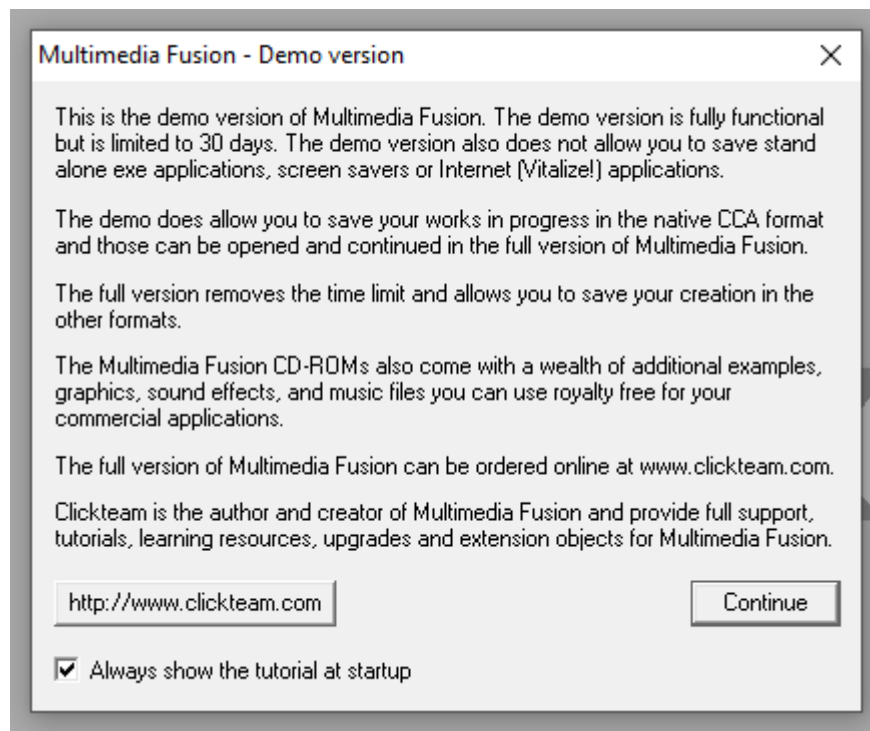 Multimedia Fusion - Demo version
This is the demo version of Multimedia Fusion. The demo version is fully functional
but is limited to 30 days. The demo version also does not allow you to save stand
alone exe applications, screen savers or Internet (Vitalize!) applications.
The demo does allow you to save your works in progress in the native CCA format
and those can be opened and continued in the full version of Multimedia Fusion.
The full version removes the time limit and allows you to save your creation in the
other formats.
The Multimedia Fusion CD-ROMs also come with a wealth of additional examples,
graphics, sound effects, and music files you can use royalty free for your
commercial applications.
The full version of Multimedia Fusion can be ordered online at www.clickteam.com.
Clickteam is the author and creator of Multimedia Fusion and provide full support,
tutorials, learning resources, upgrades and extension objects for Multimedia Fusion.
http://www.clickteam.com
Continue
Always show the tutorial at startup